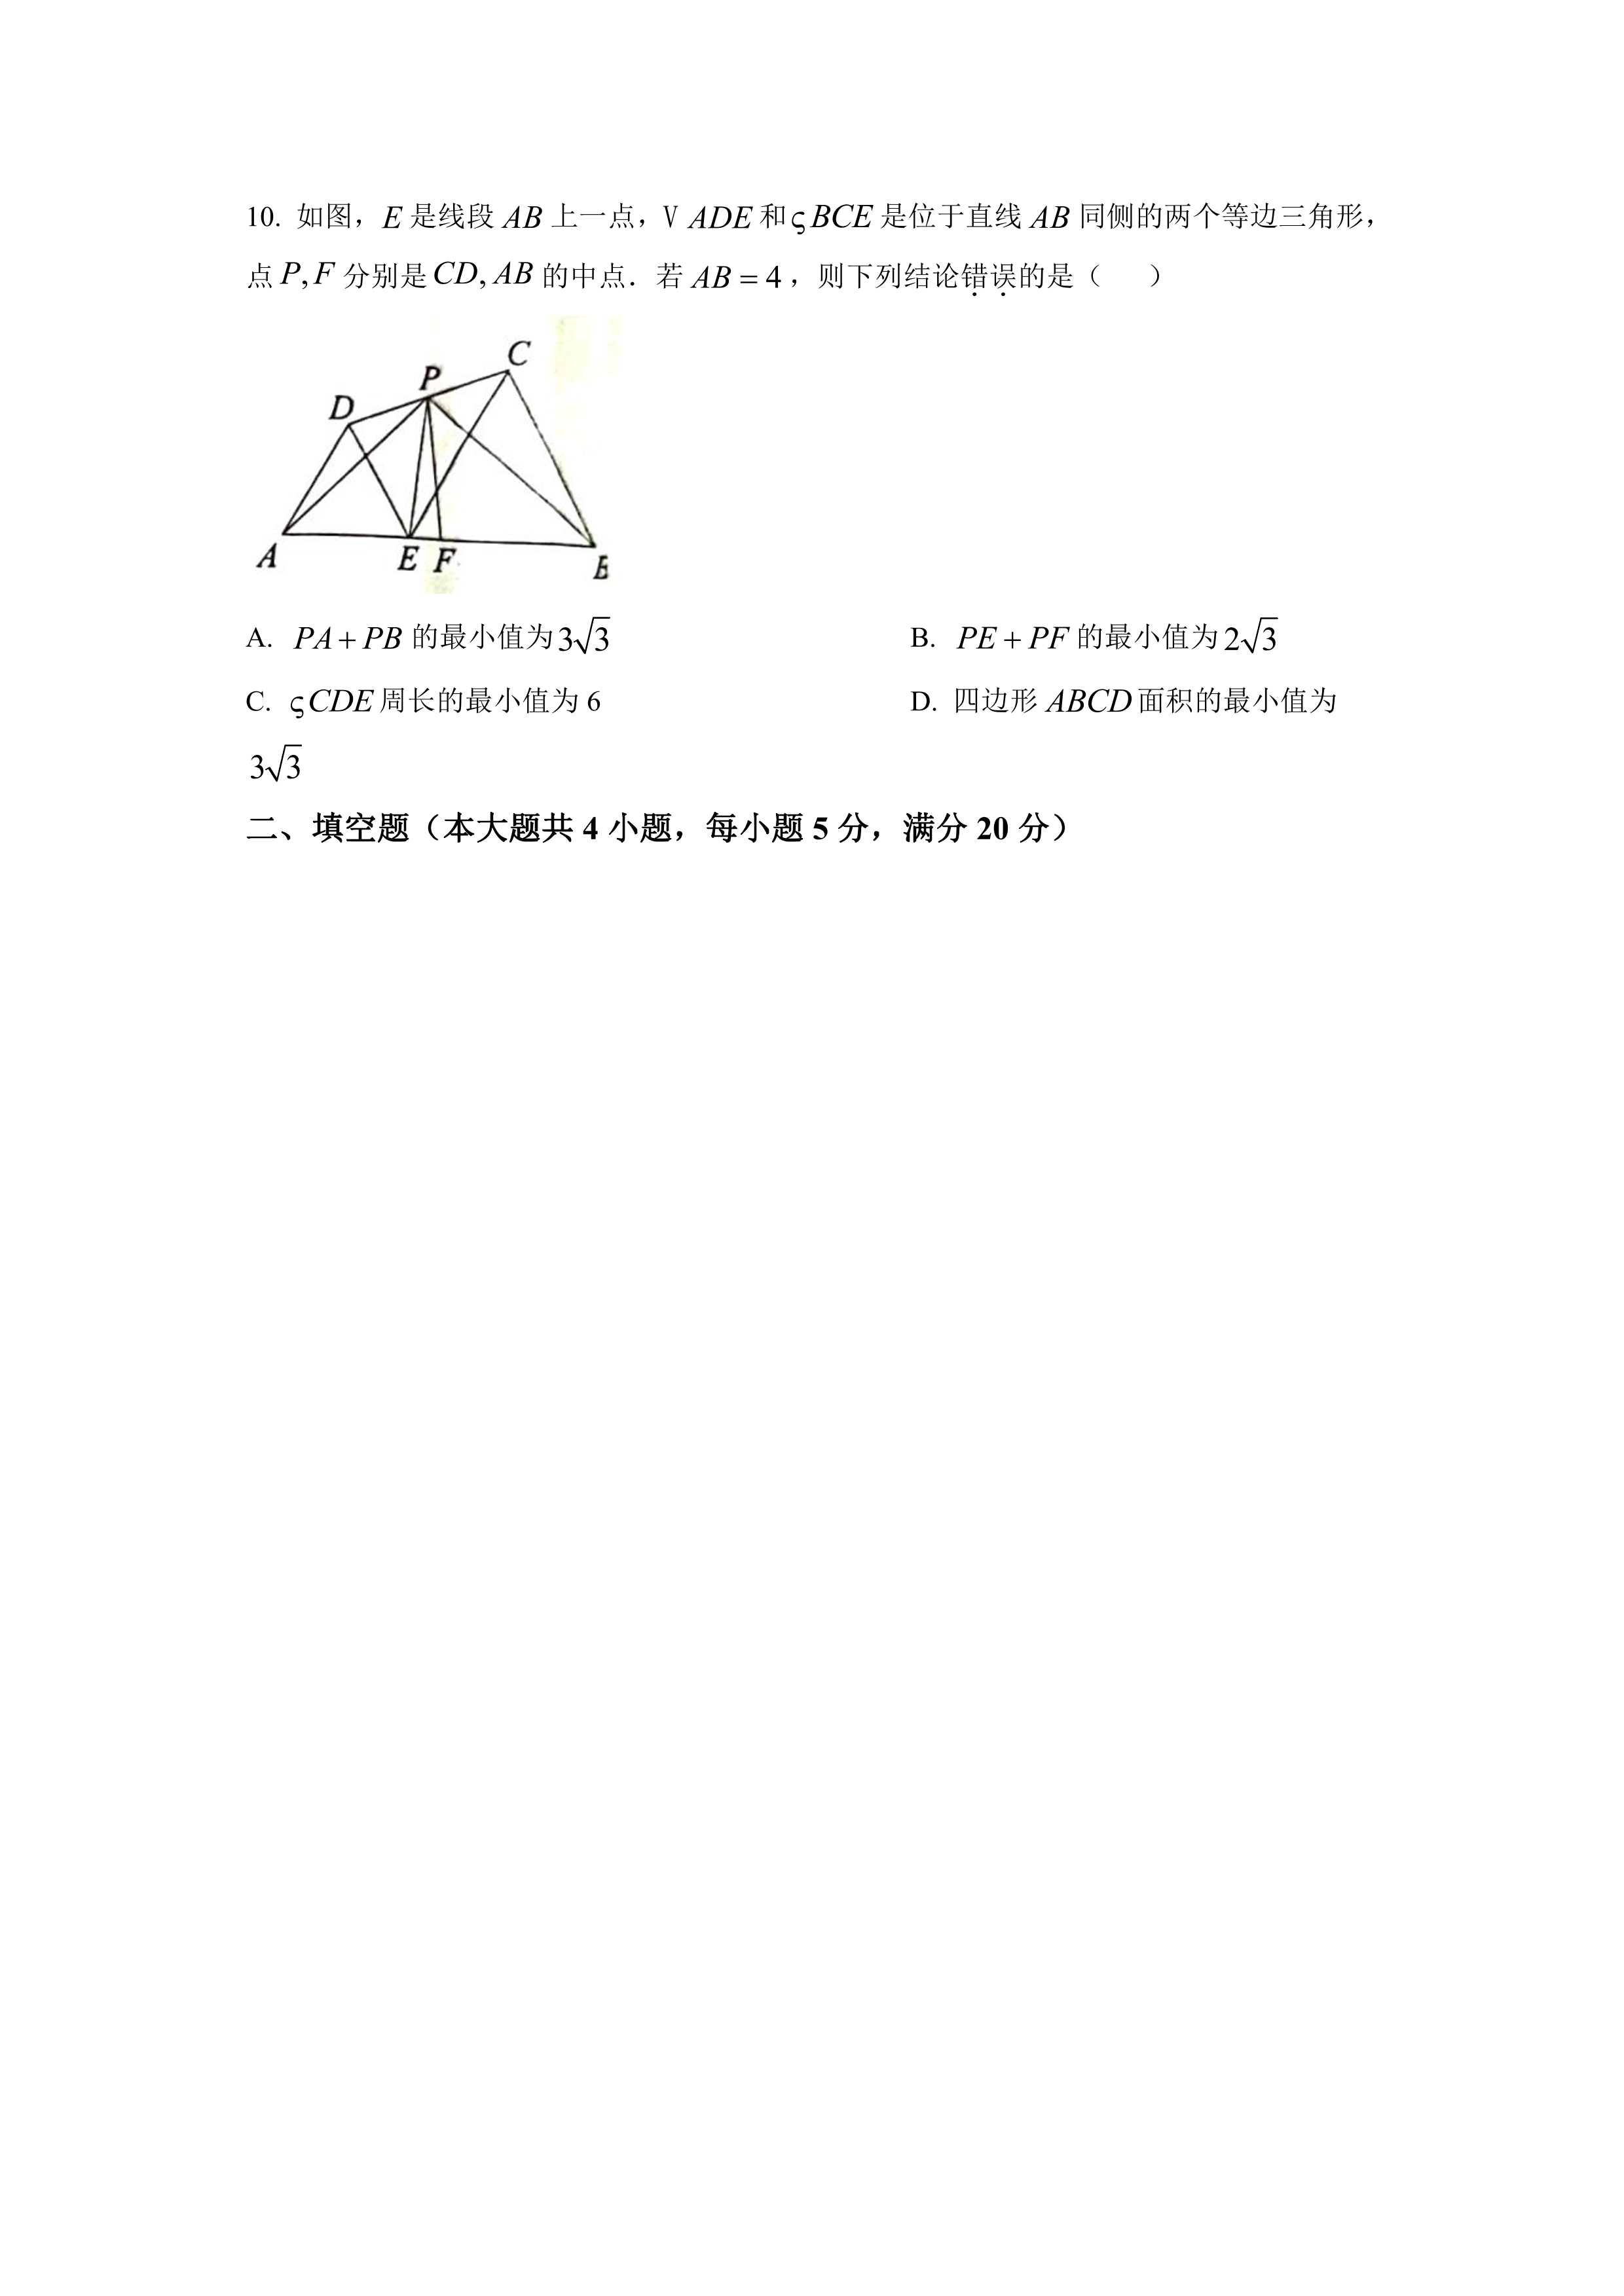 10. 如图，E 是线段 AB 上一点，V ADE 和 ς BCE 是位于直线 AB 同侧的两个等边三角形，
点 P, F 分别是 CD, AB 的中点．若 AB = 4，则下列结论错误的是（　　）
C
P
D
A
E F
B
A. PA + PB 的最小值为 3√3 B. PE + PF 的最小值为 2√3
C. ς CDE 周长的最小值为 6 D. 四边形 ABCD 面积的最小值为
3√3
二、填空题（本大题共 4 小题，每小题 5 分，满分 20 分）